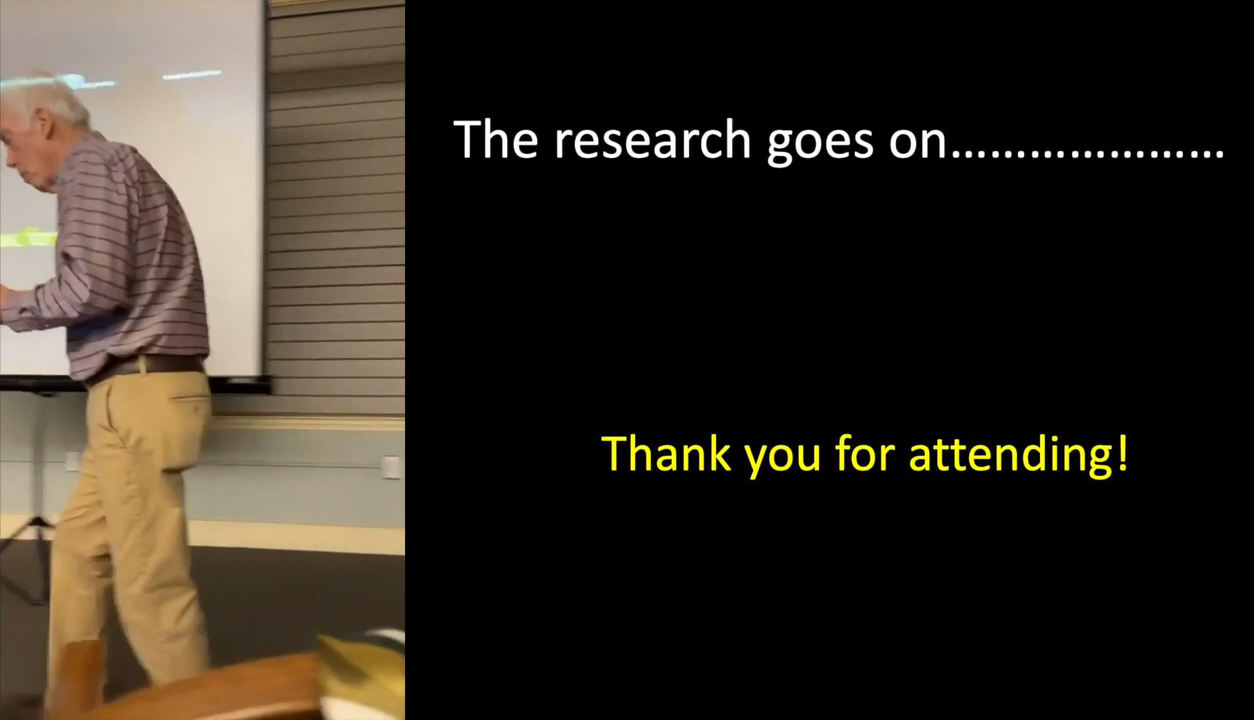 The research goes on…………………
Thank you for attending!